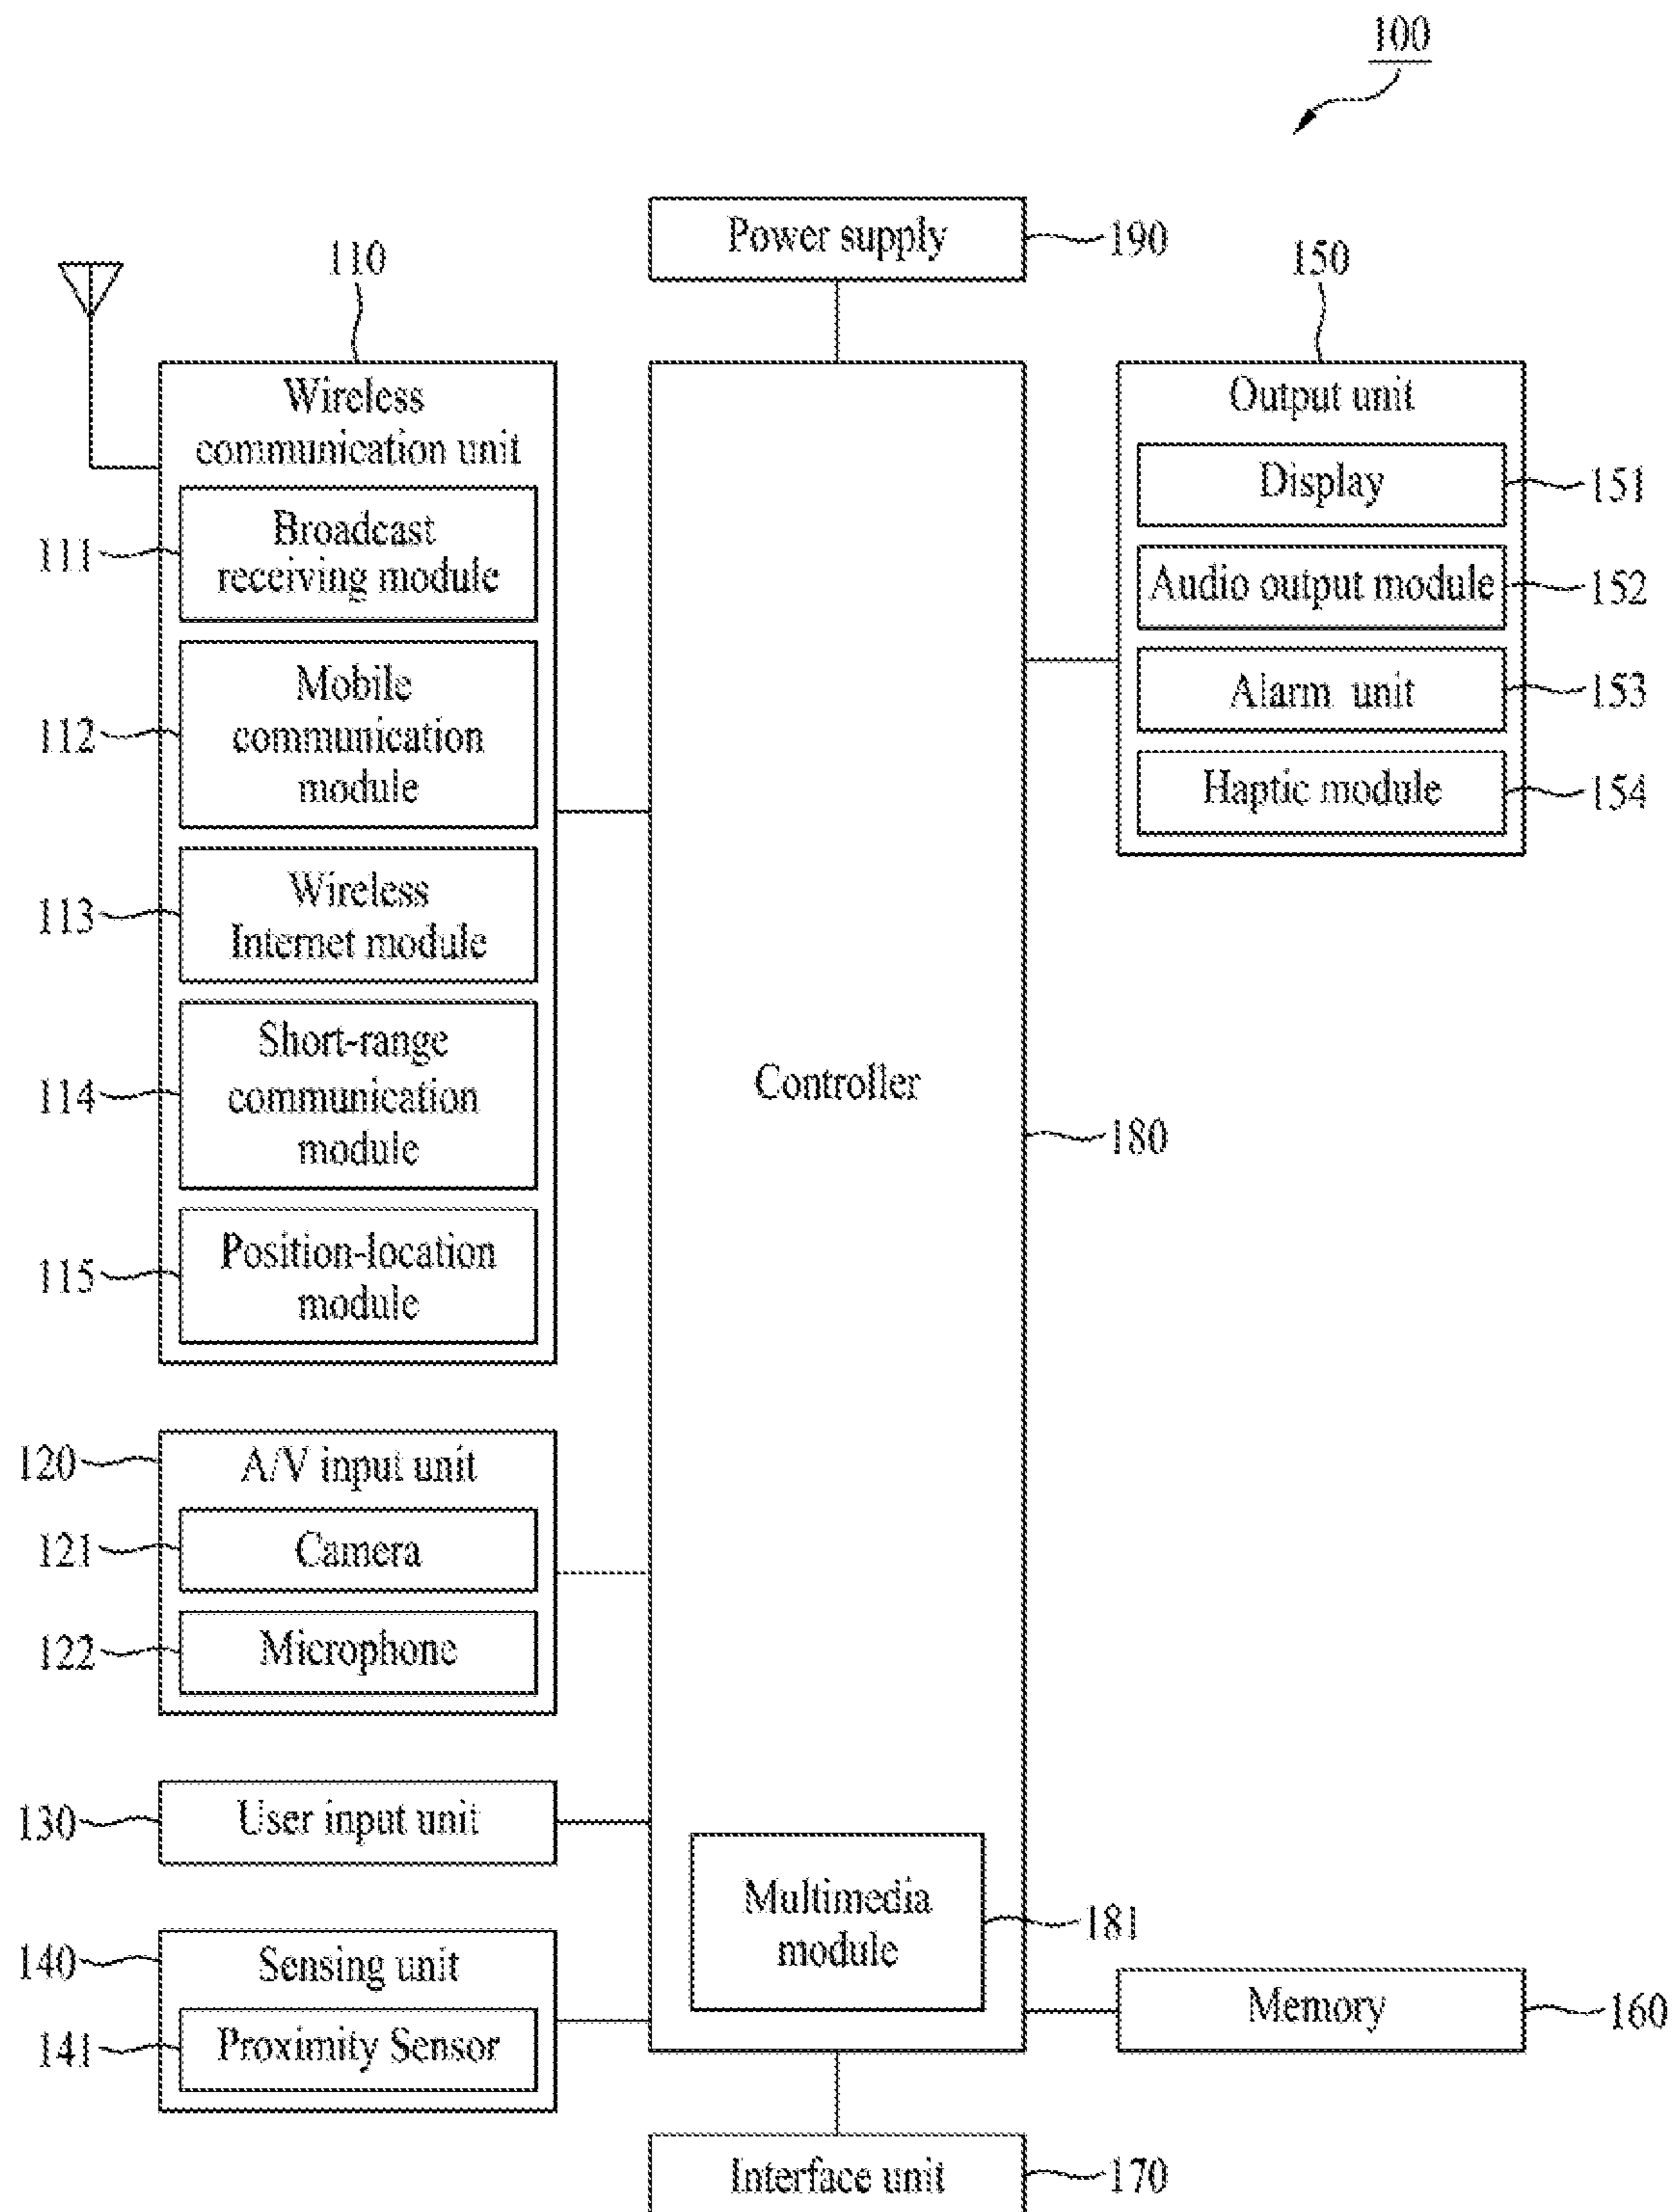 100
Power supply
190
110
150
Wireless
communication unit
Broadcast
receiving module
111
Mobile
communication
module
112
Wireless
Internet module
113
Short-range
communication
module
114
Position-location
module
115
Output unit
Display
151
Audio output module
152
Alarm unit
153
Haptic module
154
Controller
180
120
A/V input unit
121
Camera
122
Microphone
130
User input unit
Multimedia
module
181
140
Sensing unit
141
Proximity Sensor
Memory
160
Interface unit
170